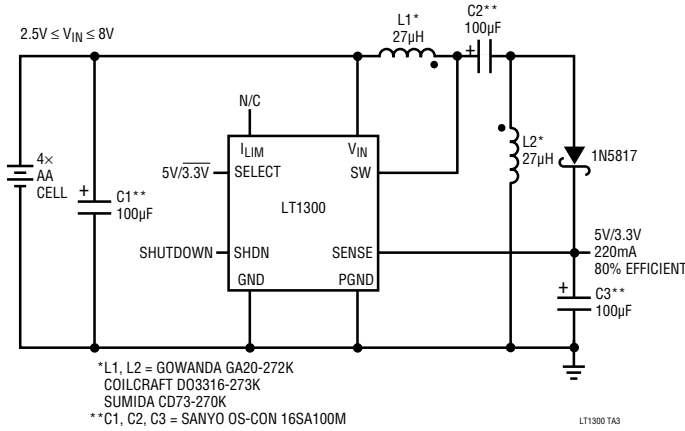 2.5V ≤ VIN ≤ 8V
L1*
27µH
C2**
100µF
+
N/C
ILIM
VIN
5V/3.3V
SELECT
SW
L2*
27µH
1N5817
4×
AA
CELL
+
C1**
100µF
LT1300
SHUTDOWN
SHDN
SENSE
5V/3.3V
220mA
80% EFFICIENT
GND
PGND
+
C3**
100µF
*L1, L2 = GOWANDA GA20-272K
COILCRAFT DO3316-273K
SUMIDA CD73-270K
**C1, C2, C3 = SANYO OS-CON 16SA100M
LT1300 TA3